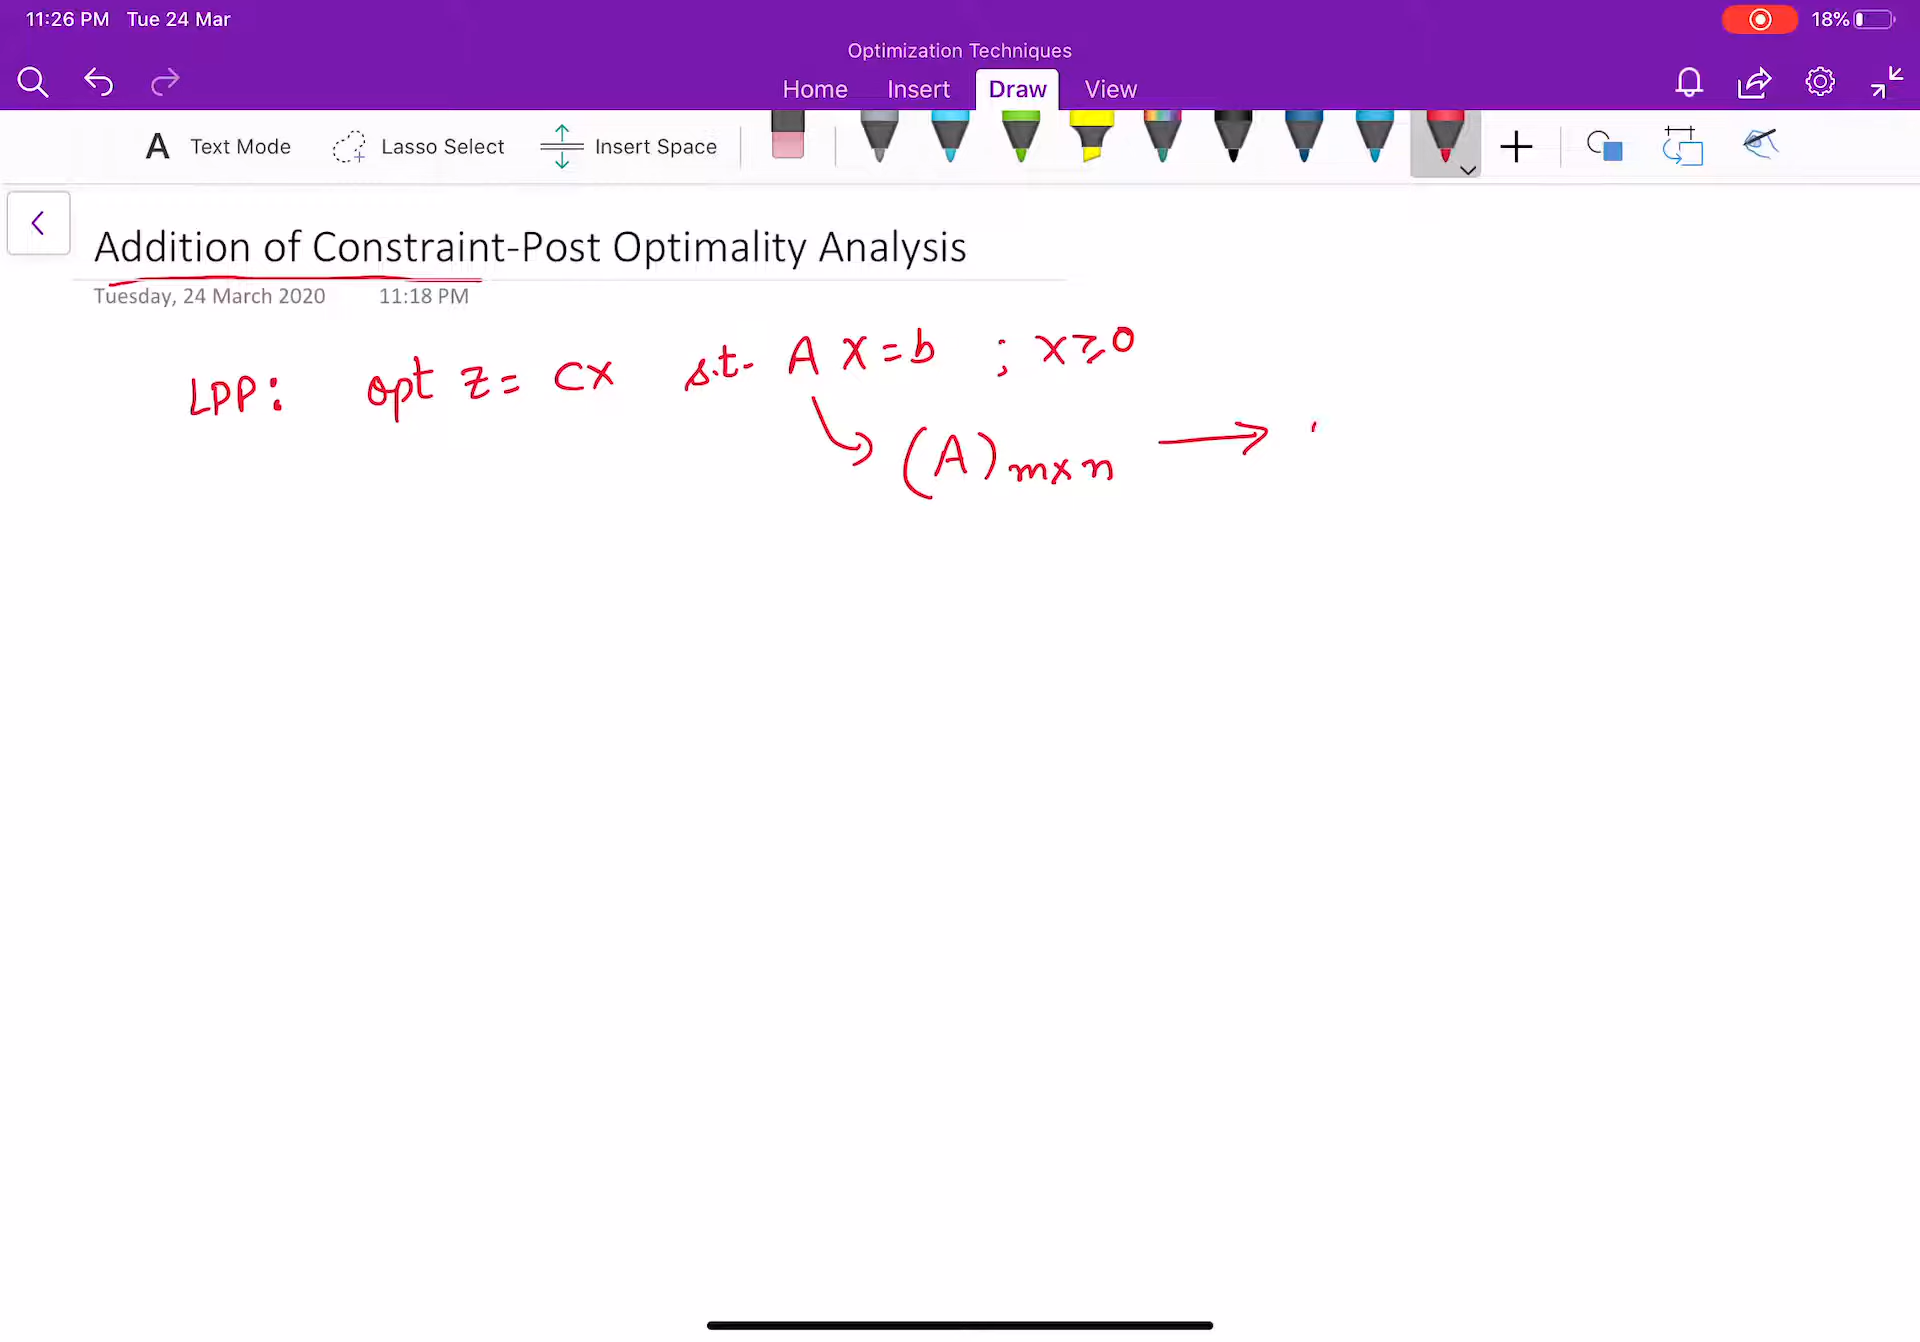 11:26 PM Tue 24 Mar 18%
Optimization Techniques
Home Insert Draw View
A Text Mode Lasso Select Insert Space
Addition of Constraint-Post Optimality Analysis
Tuesday, 24 March 2020 11:18 PM
LPP: opt z = cx s.t. A X = b ; x ≥ 0
(A) m×n →